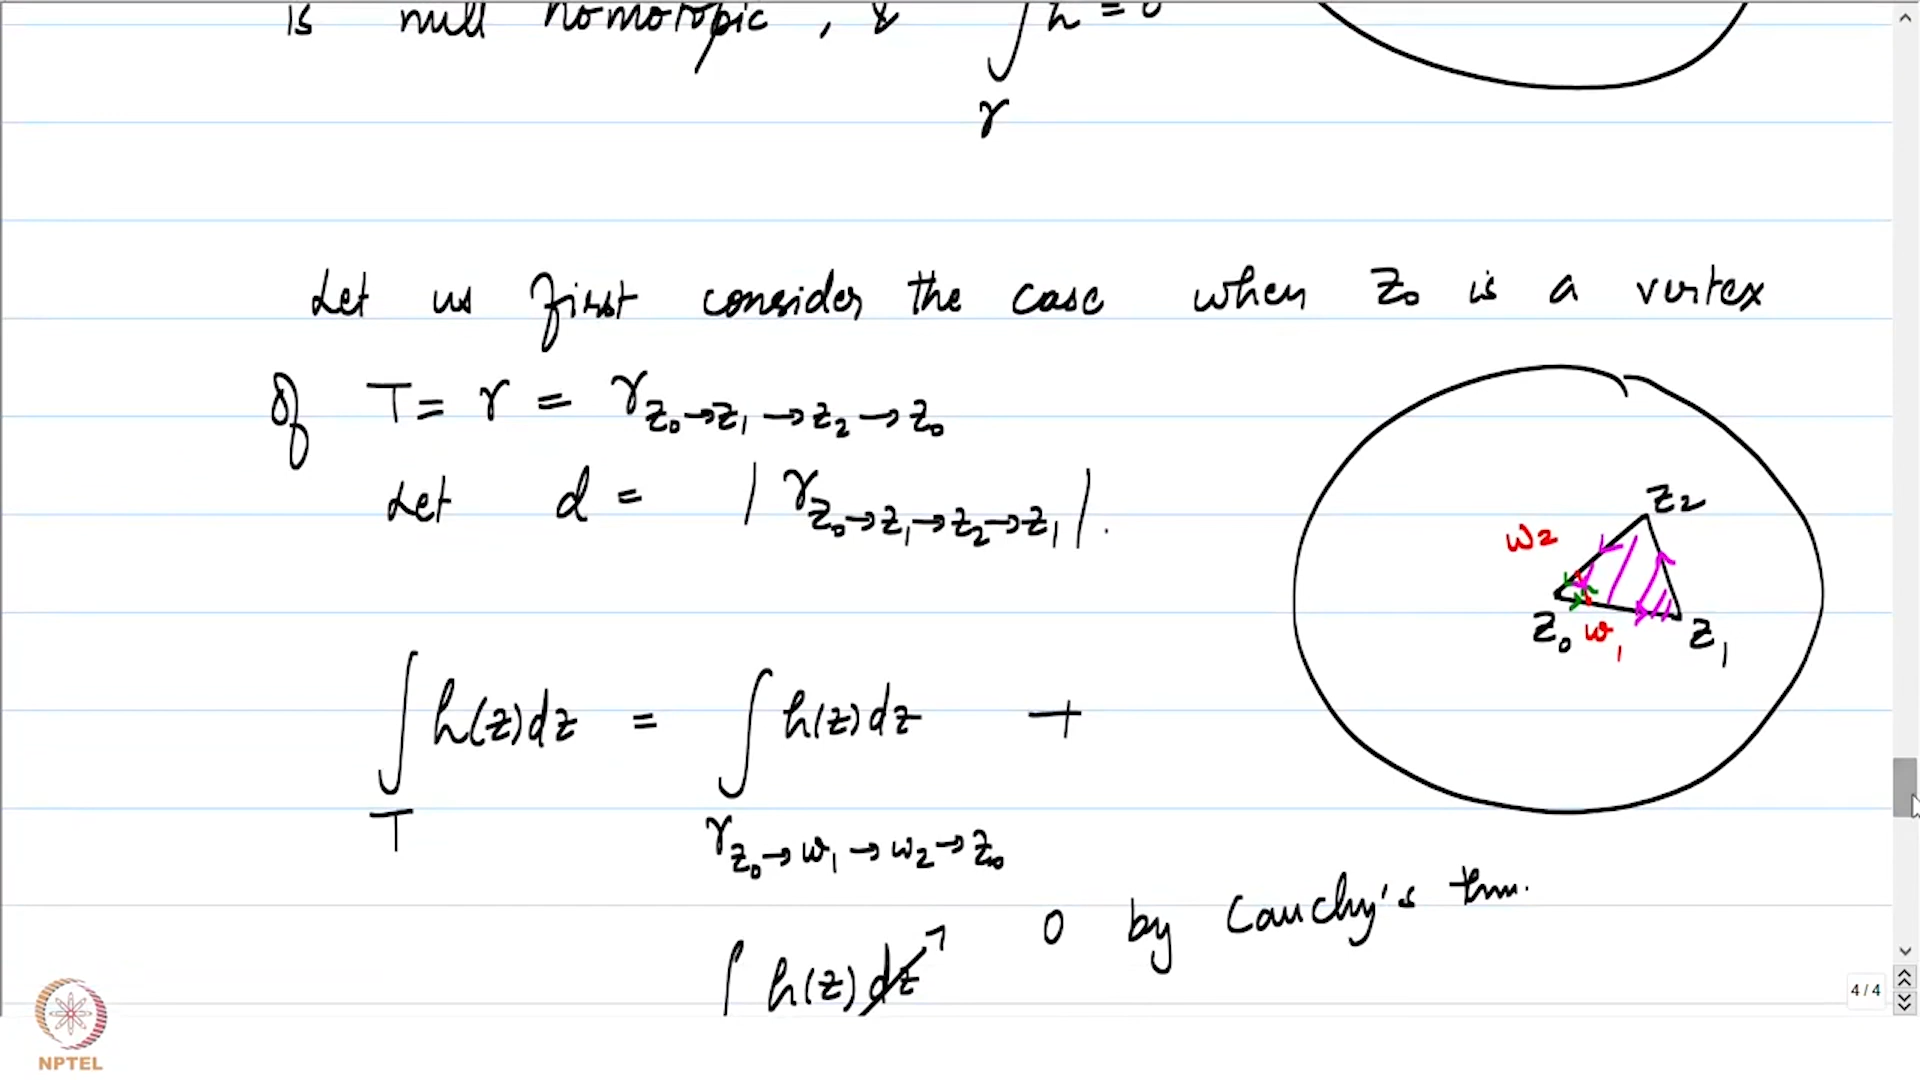 is null homotopic, & ∫_γ h = 0
Let us first consider the case when z₀ is a vertex
of T = γ = γ_{z₀→z₁→z₂→z₀}
Let d = |γ_{z₀→z₁→z₂→z₁}|.
z₂
w₂
z₀ w₁ z₁
∫_T h(z)dz = ∫_{γ_{z₀→w₁→w₂→z₀}} h(z)dz +
0 by Cauchy's thm.
∫ h(z)dz
4 / 4
NPTEL